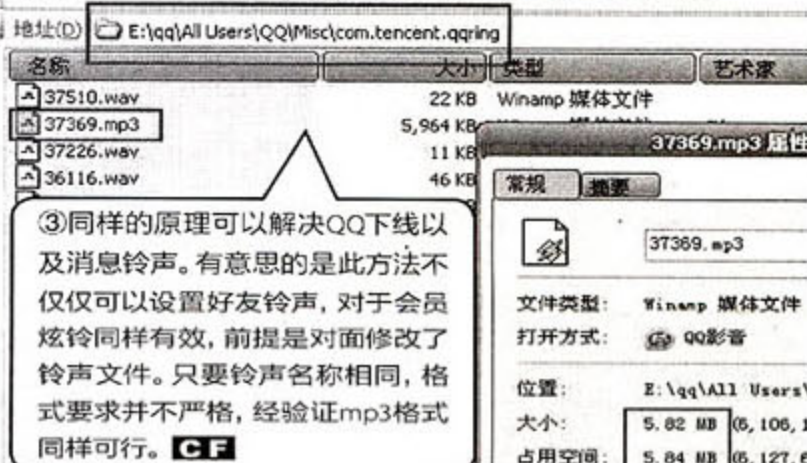 地址(D) E:\qq\All Users\QQ\Misc\com.tencent.qqring
名称 大小 类型 艺术家
37510.wav 22 KB Winamp 媒体文件
37369.mp3 5,964 KB
37226.wav 11 KB
36116.wav 46 KB
③同样的原理可以解决QQ下线以
及消息铃声。有意思的是此方法不
仅仅可以设置好友铃声,对于会员
炫铃同样有效,前提是对面修改了
铃声文件。只要铃声名称相同,格
式要求并不严格,经验证mp3格式
同样可行。CF
37369.mp3 属性
常规 摘要
37369.mp3
文件类型: Winamp 媒体文件
打开方式: QQ影音
位置: E:\qq\All Users\
大小: 5.82 MB (6,106,1
占用空间: 5.84 MB (6,127,6